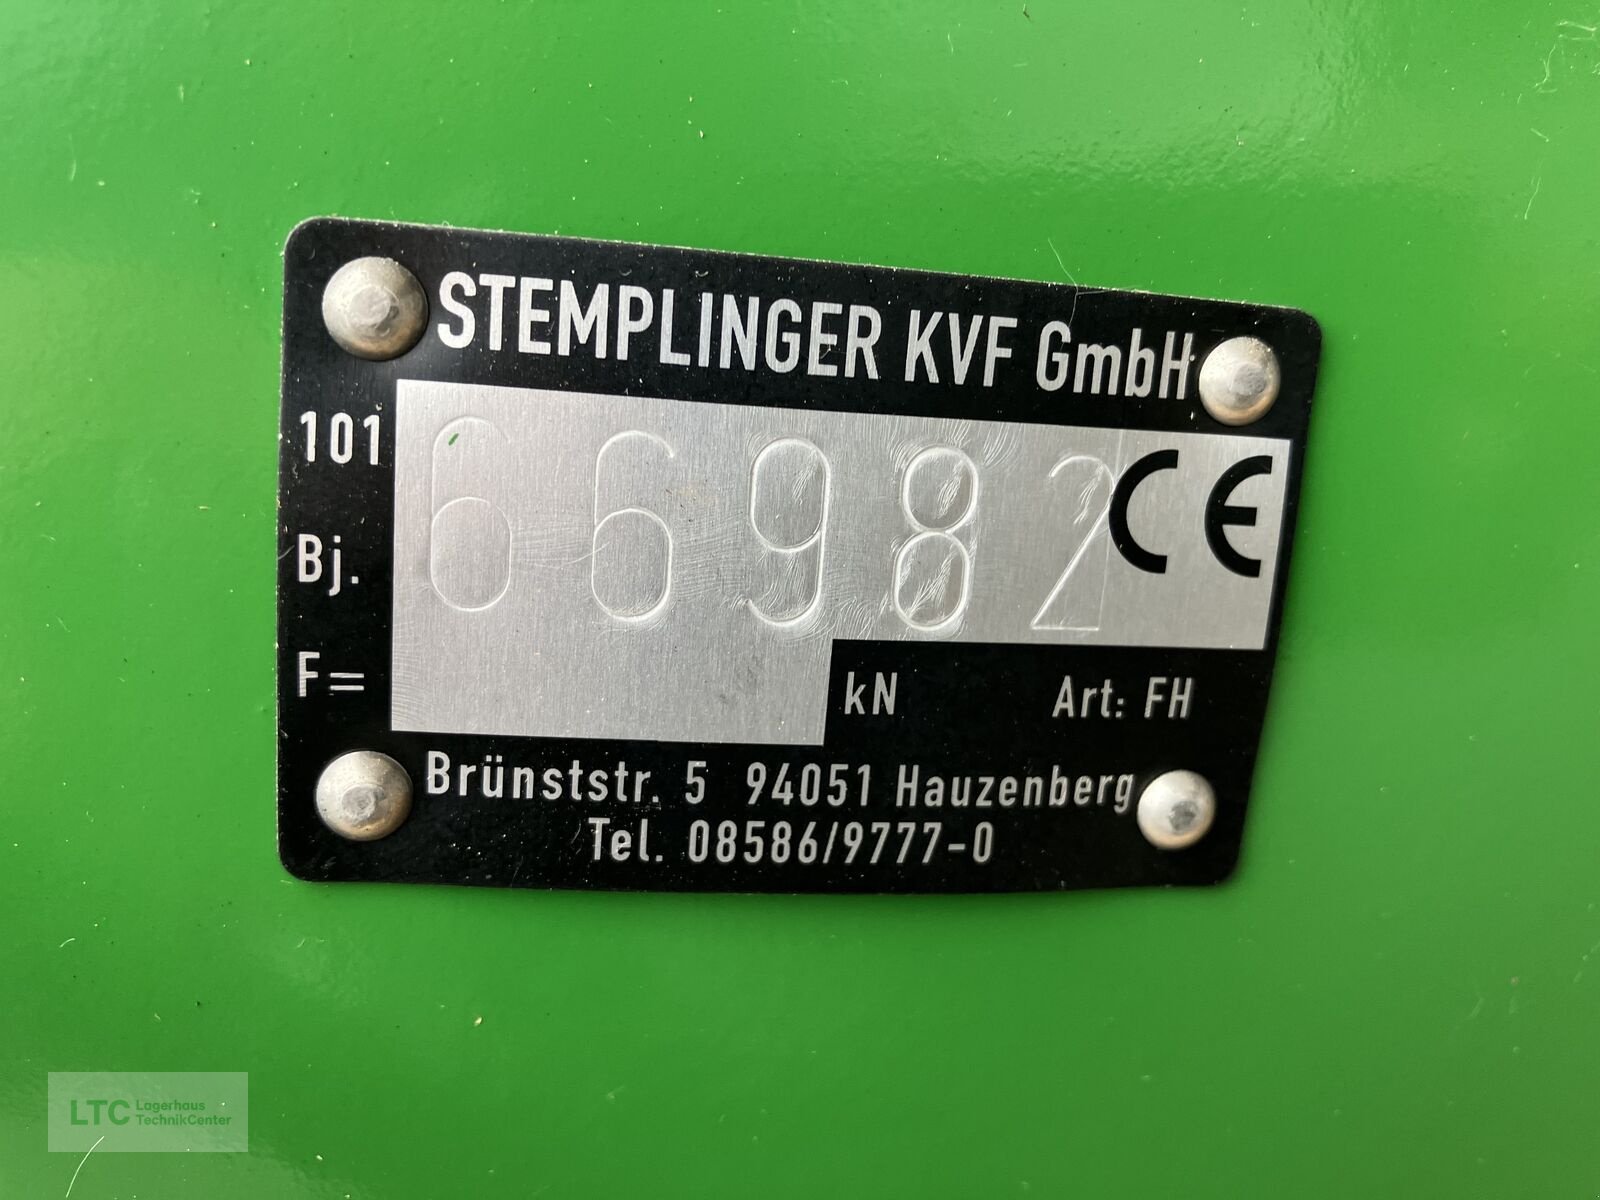 STEMPLINGER KVF GmbH
101
66982 CE
Bj.
F= kN Art: FH
Brünststr. 5 94051 Hauzenberg
Tel. 08586/9777-0
LTC Lagerhaus
TechnikCenter